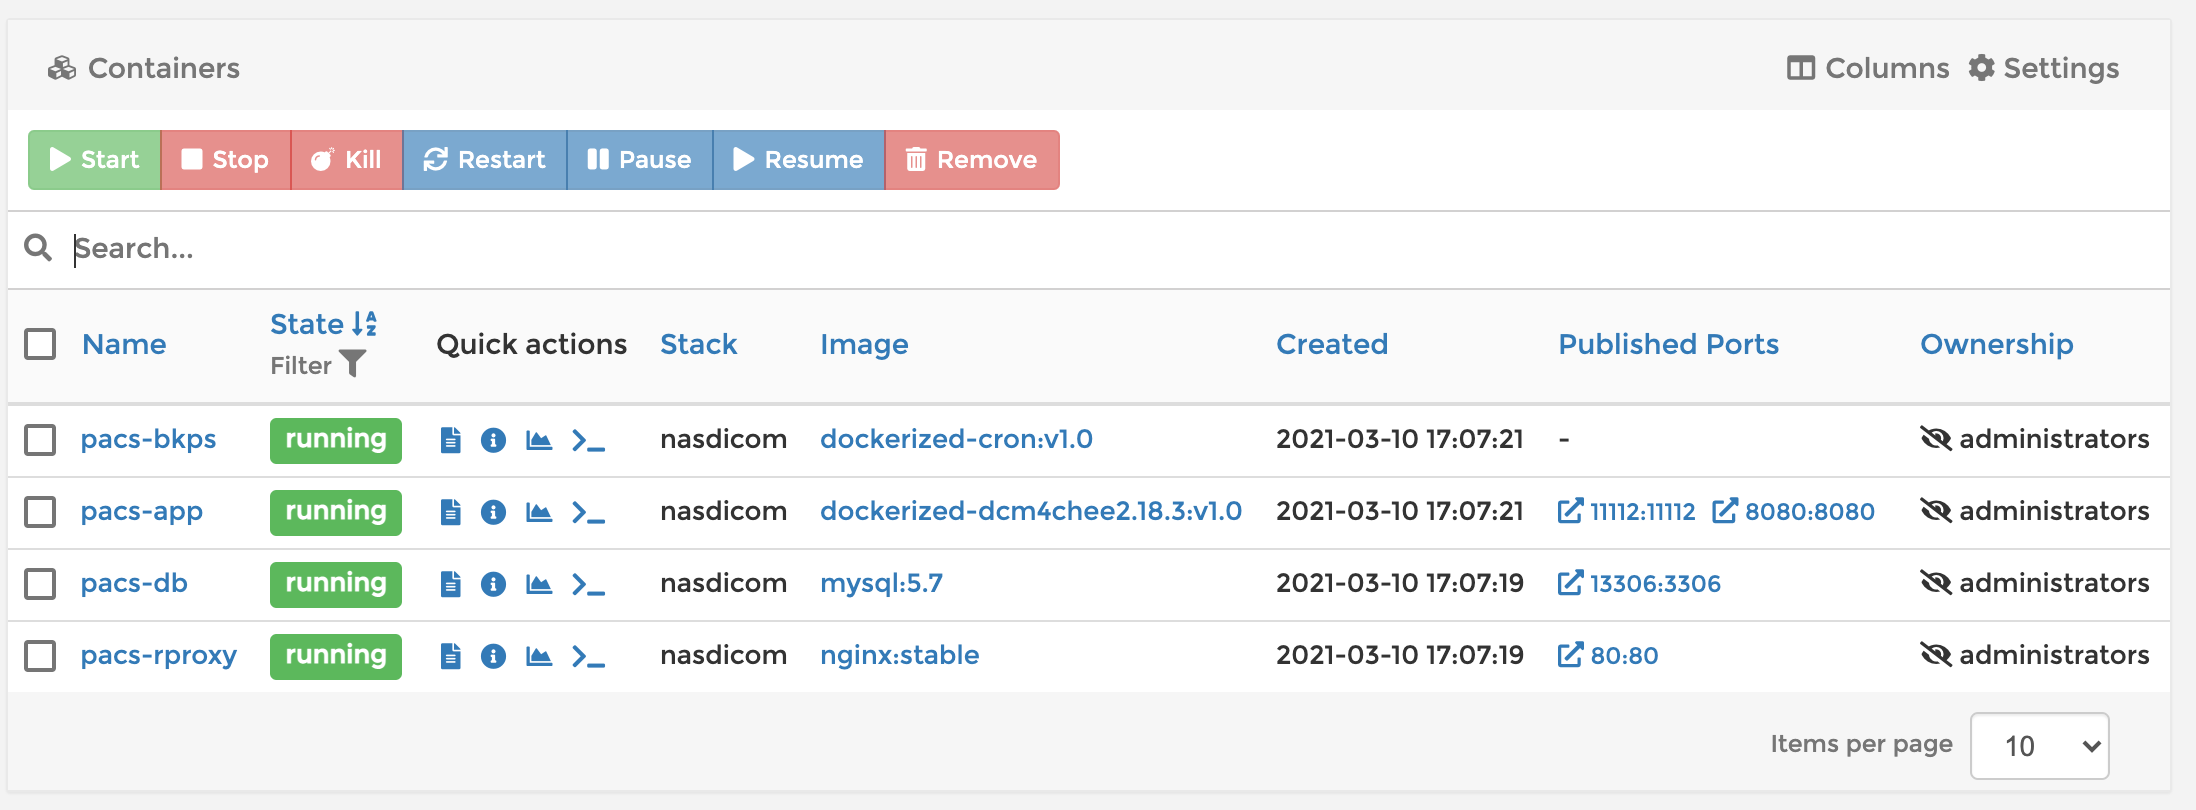 Containers Columns Settings
Start Stop Kill Restart Pause Resume Remove
Search...
Name State Filter Quick actions Stack Image Created Published Ports Ownership
pacs-bkps running nasdicom dockerized-cron:v1.0 2021-03-10 17:07:21 - administrators
pacs-app running nasdicom dockerized-dcm4chee2.18.3:v1.0 2021-03-10 17:07:21 11112:11112 8080:8080 administrators
pacs-db running nasdicom mysql:5.7 2021-03-10 17:07:19 13306:3306 administrators
pacs-rproxy running nasdicom nginx:stable 2021-03-10 17:07:19 80:80 administrators
Items per page 10